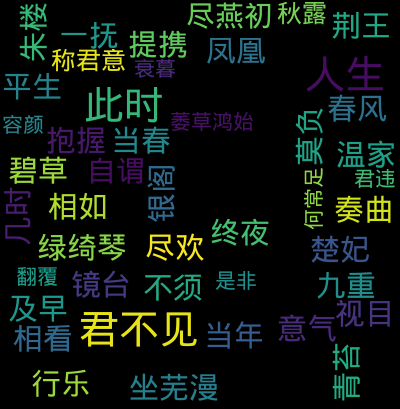 朱楼
一抚
提携
尽燕初
秋露
荆王
称君意
衰暮
凤凰
平生
此时
人生
春风
容颜
抱握
当春
萎草鸿始
莫负
温家
碧草
自谓
银阁
君违
几时
相如
何常足
奏曲
绿绮琴
尽欢
终夜
楚妃
翻覆
镜台
不须
是非
九重
及早
相看
君不见
当年
意气
视目
行乐
坐芜漫
青苔